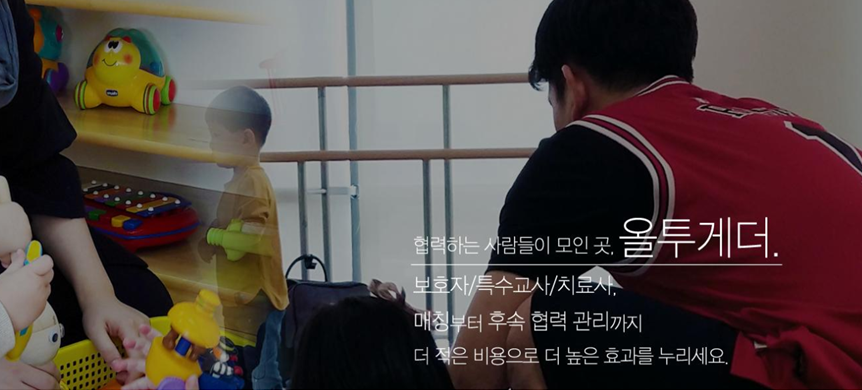 협력하는 사람들이 모인 곳, 올투게더.
보호자/특수교사/치료사,
매칭부터 후속 협력 관리까지
더 적은 비용으로 더 높은 효과를 누리세요.